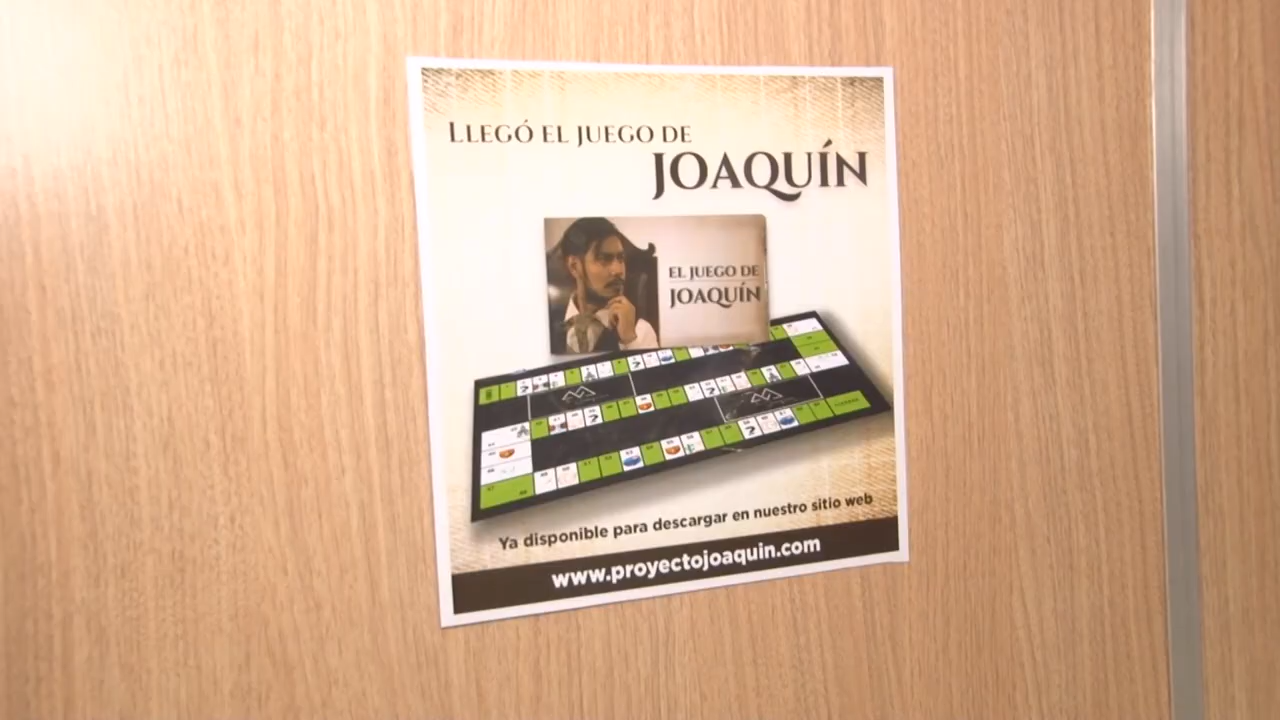 LLEGÓ EL JUEGO DE
JOAQUÍN
EL JUEGO DE
JOAQUÍN
Ya disponible para descargar en nuestro sitio web
www.proyectojoaquin.com